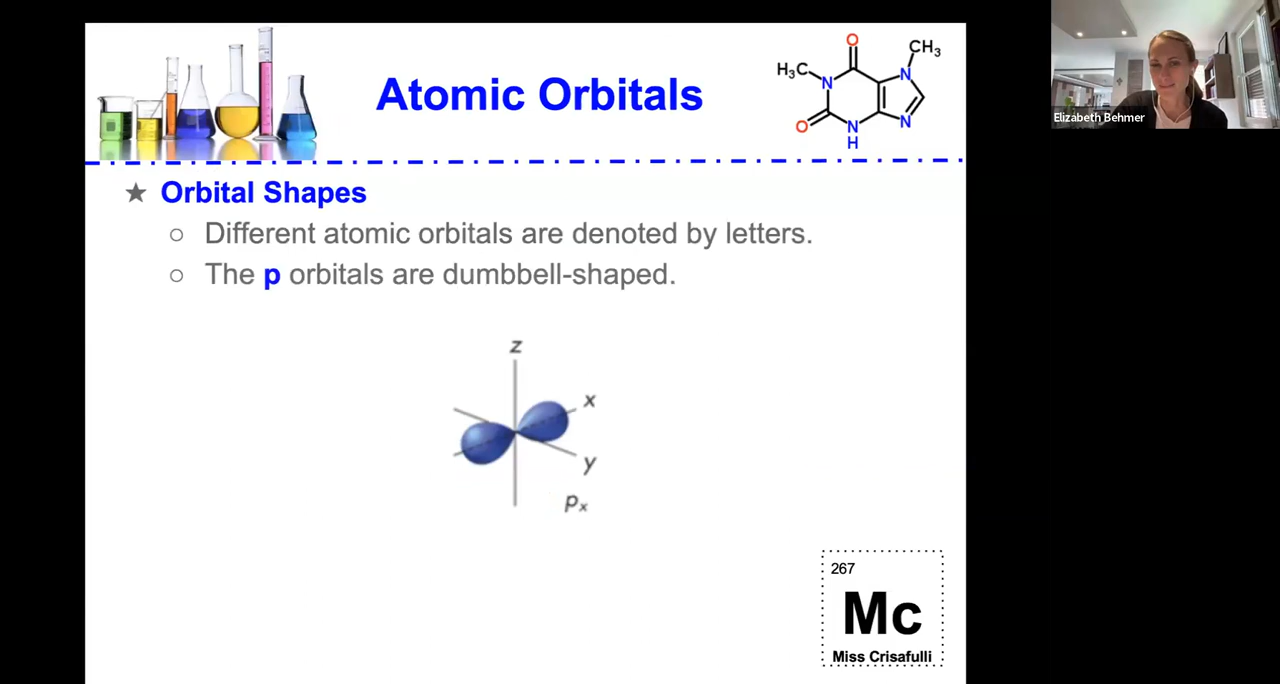 Atomic Orbitals
O
CH₃
H₃C
N
N
O
N
H
N
Elizabeth Behmer
★ Orbital Shapes
○ Different atomic orbitals are denoted by letters.
○ The p orbitals are dumbbell-shaped.
z
x
y
pₓ
267
Mc
Miss Crisafulli